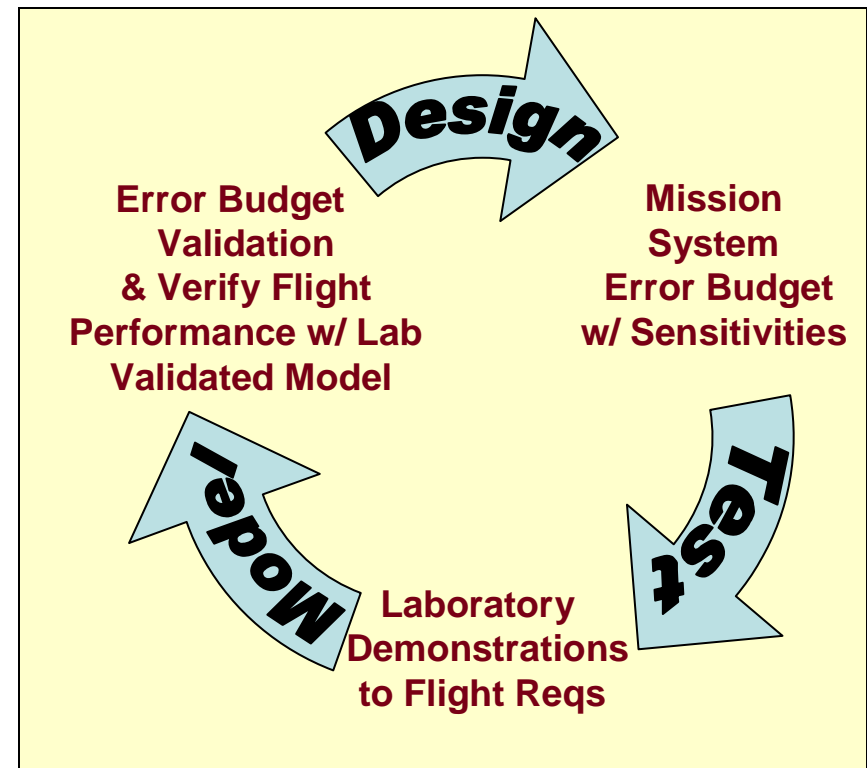 Design
Error Budget
Validation
& Verify Flight
Performance w/ Lab
Validated Model
Mission
System
Error Budget
w/ Sensitivities
Test
Model
Laboratory
Demonstrations
to Flight Reqs